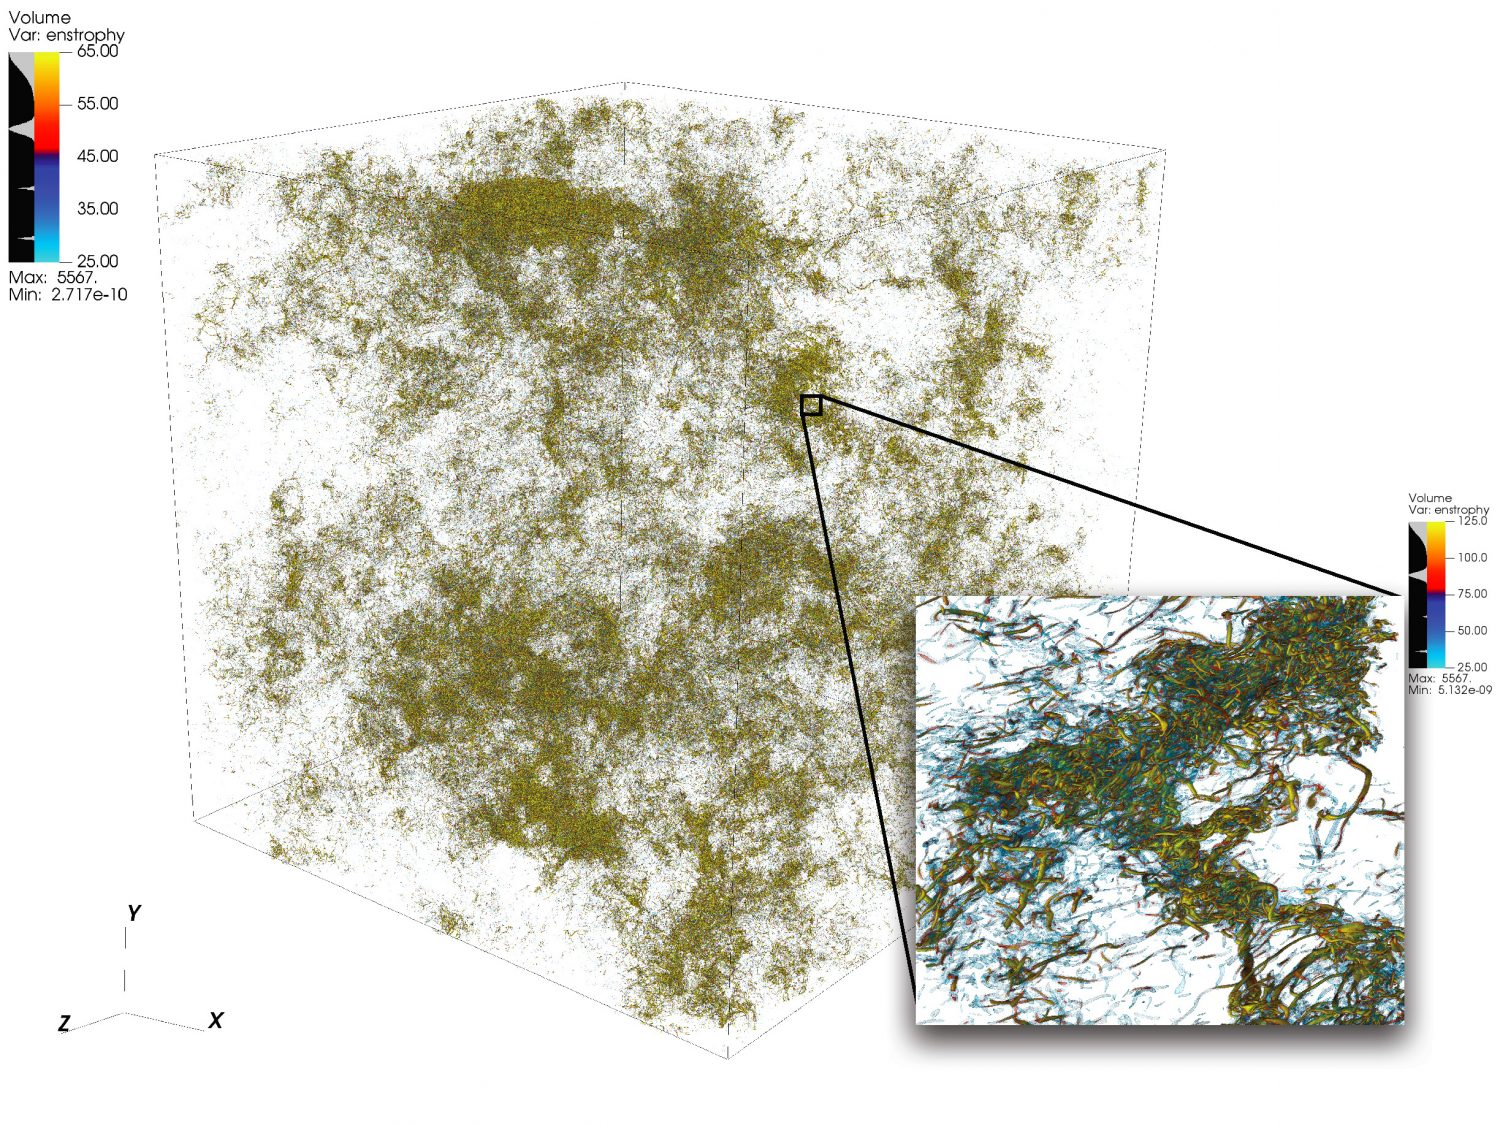 Volume
Var: enstrophy
65.00
55.00
45.00
35.00
25.00
Max: 5567.
Min: 2.717e-10
Volume
Var: enstrophy
125.0
100.0
75.00
50.00
25.00
Max: 5567.
Min: 5.132e-09
Y
Z
X